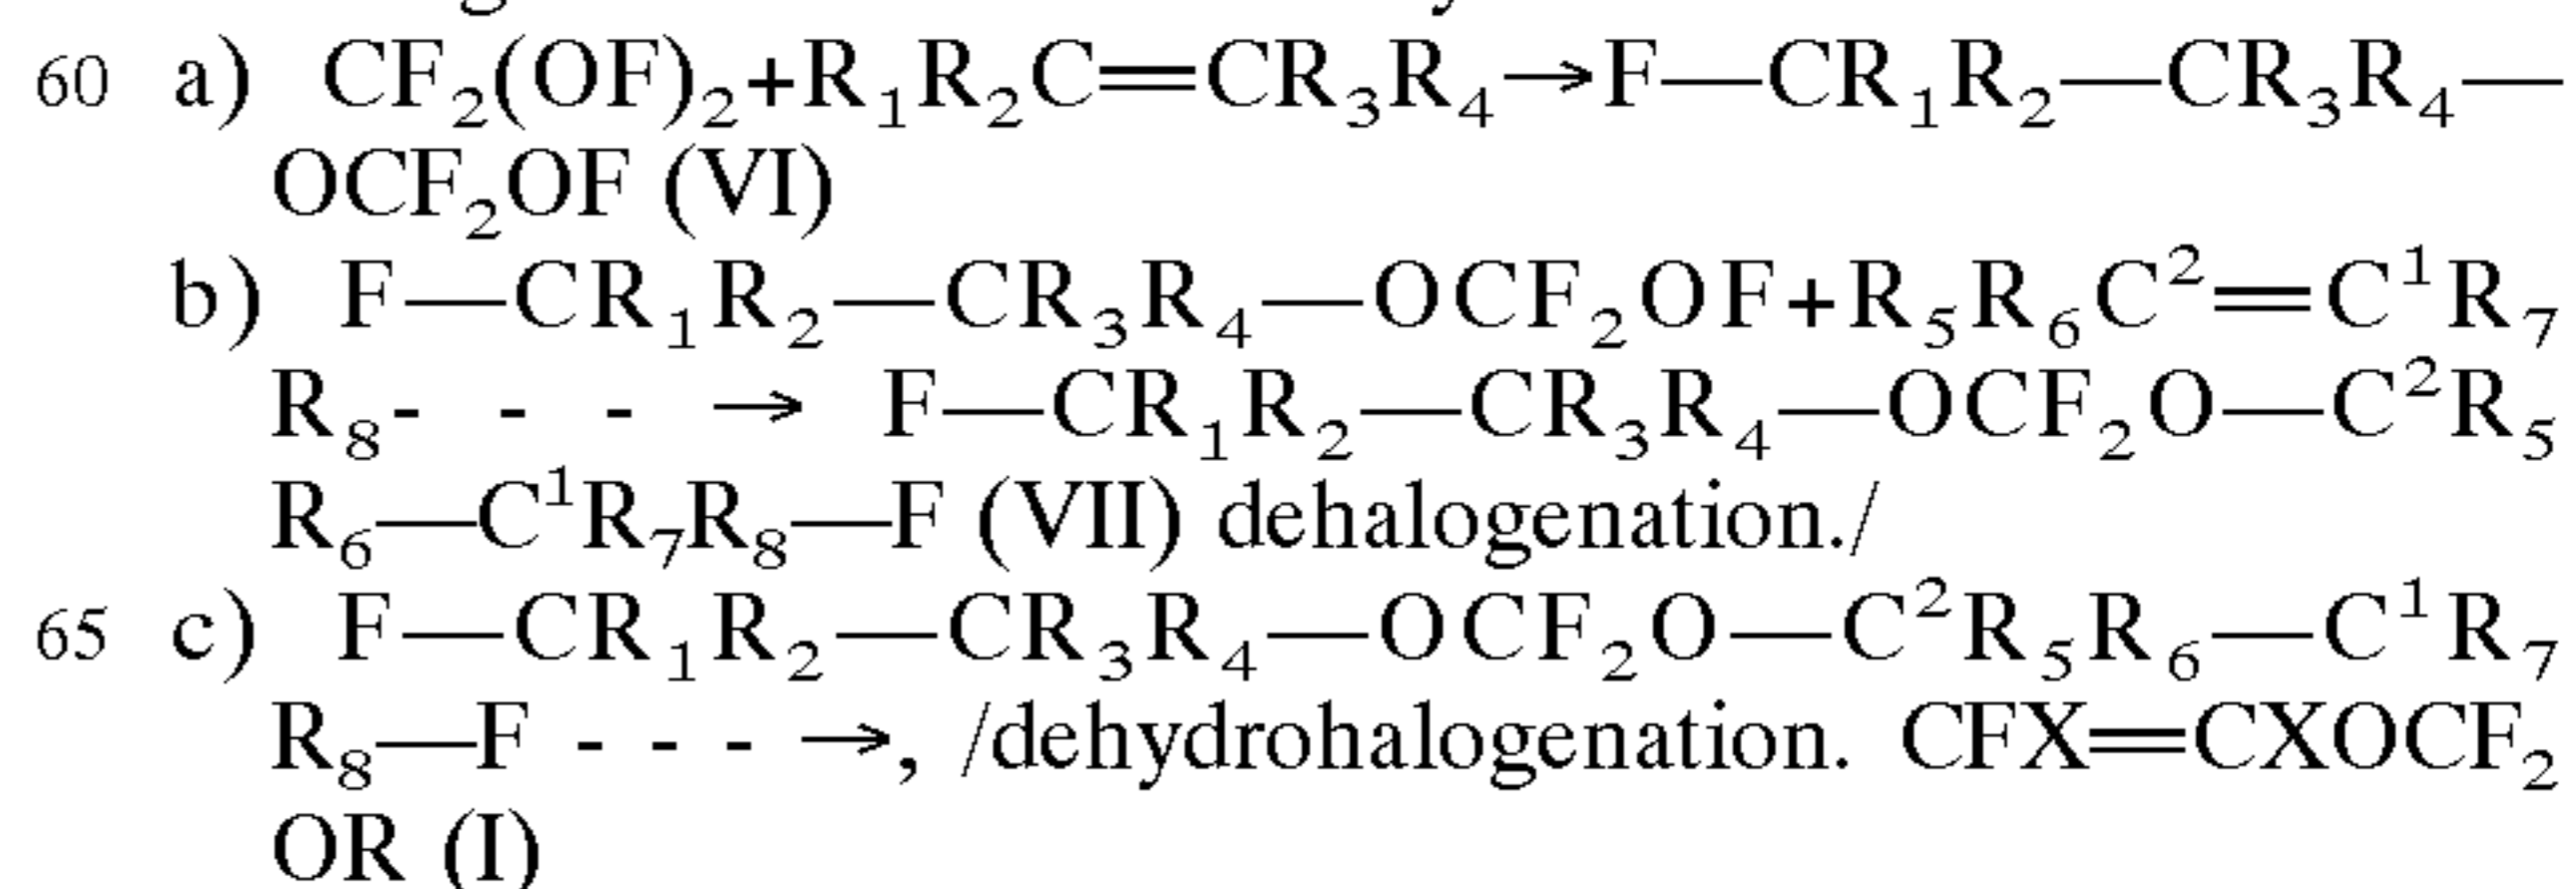 60 a) CF₂(OF)₂+R₁R₂C═CR₃R₄→F—CR₁R₂—CR₃R₄—
OCF₂OF (VI)
b) F—CR₁R₂—CR₃R₄—OCF₂OF+R₅R₆C²═C¹R₇
R₈- - - → F—CR₁R₂—CR₃R₄—OCF₂O—C²R₅
R₆—C¹R₇R₈—F (VII) dehalogenation./
65 c) F—CR₁R₂—CR₃R₄—OCF₂O—C²R₅R₆—C¹R₇
R₈—F - - - →, /dehydrohalogenation. CFX═CXOCF₂
OR (I)